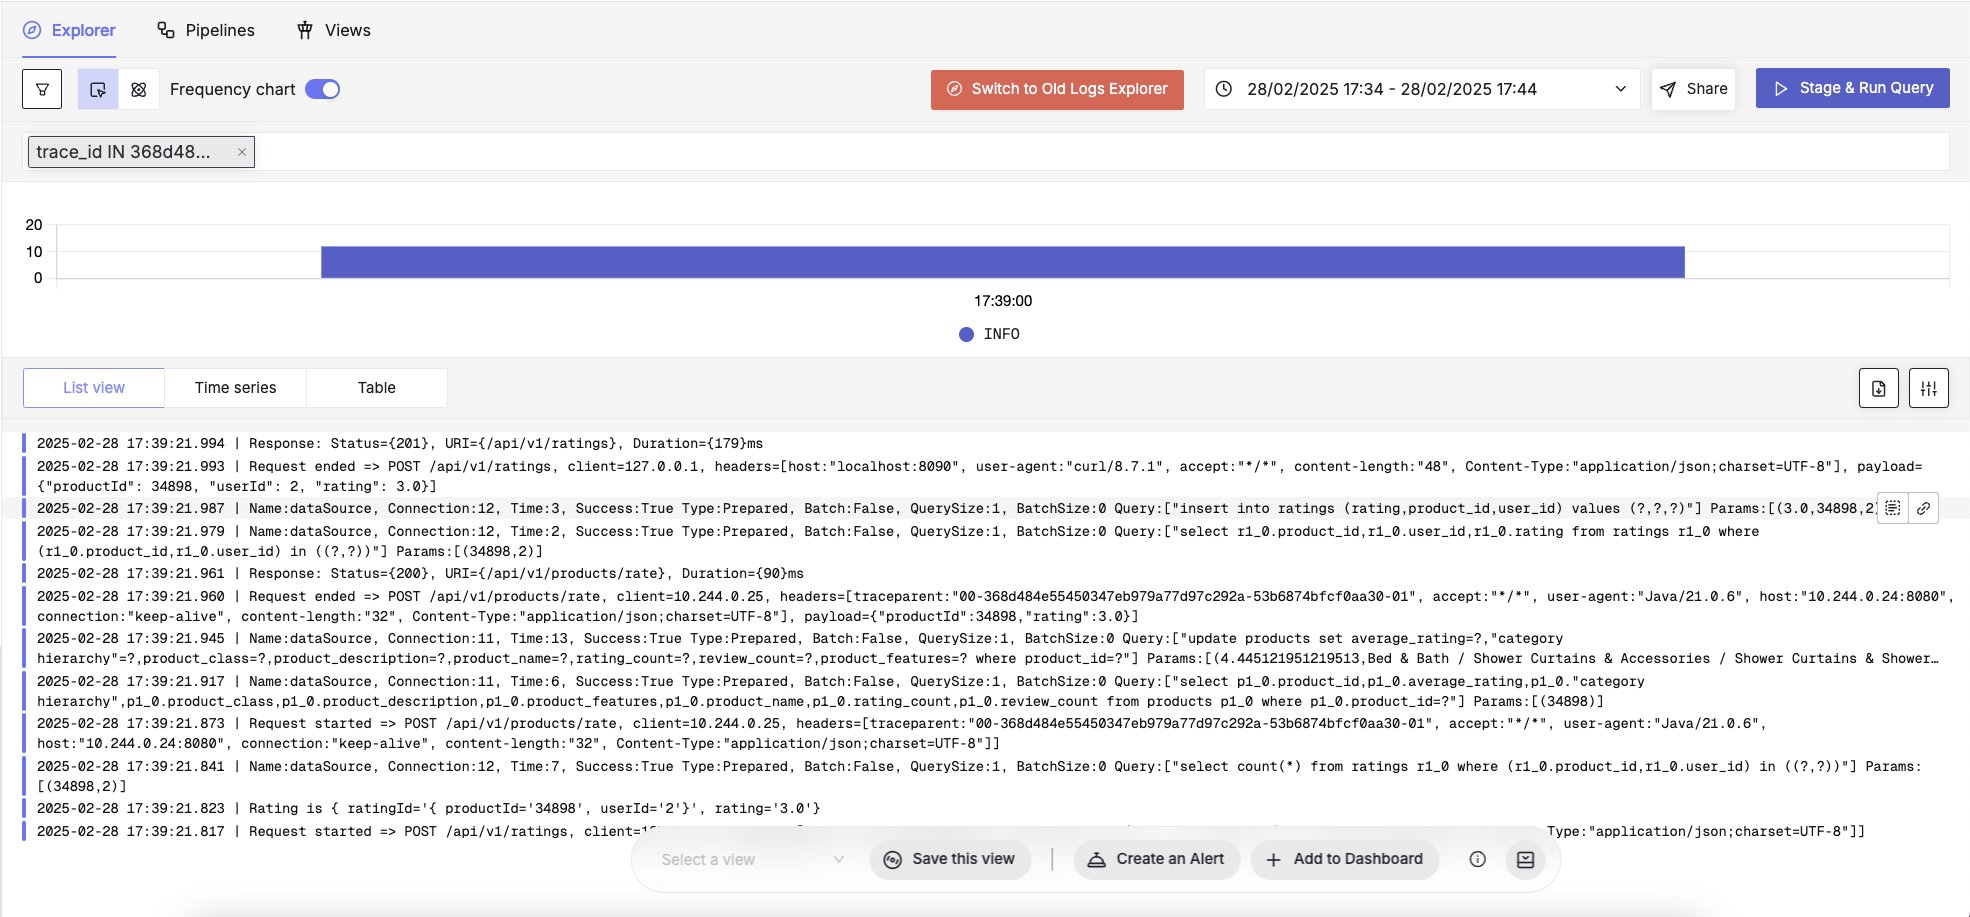 Explorer
Pipelines
Views
Frequency chart
Switch to Old Logs Explorer
28/02/2025 17:34 - 28/02/2025 17:44
Share
Stage & Run Query
trace_id IN 368d48... ×
20
10
0
17:39:00
INFO
List view
Time series
Table
2025-02-28 17:39:21.994 | Response: Status={201}, URI={/api/v1/ratings}, Duration={179}ms
2025-02-28 17:39:21.993 | Request ended => POST /api/v1/ratings, client=127.0.0.1, headers=[host:"localhost:8090", user-agent:"curl/8.7.1", accept:"*/*", content-length:"48", Content-Type:"application/json;charset=UTF-8"], payload=
{"productId": 34898, "userId": 2, "rating": 3.0}]
2025-02-28 17:39:21.987 | Name:dataSource, Connection:12, Time:3, Success:True Type:Prepared, Batch:False, QuerySize:1, BatchSize:0 Query:["insert into ratings (rating,product_id,user_id) values (?,?,?)"] Params:[(3.0,34898,2)
2025-02-28 17:39:21.979 | Name:dataSource, Connection:12, Time:2, Success:True Type:Prepared, Batch:False, QuerySize:1, BatchSize:0 Query:["select r1_0.product_id,r1_0.user_id,r1_0.rating from ratings r1_0 where
(r1_0.product_id,r1_0.user_id) in ((?,?))"] Params:[(34898,2)]
2025-02-28 17:39:21.961 | Response: Status={200}, URI={/api/v1/products/rate}, Duration={90}ms
2025-02-28 17:39:21.960 | Request ended => POST /api/v1/products/rate, client=10.244.0.25, headers=[traceparent:"00-368d484e55450347eb979a77d97c292a-53b6874bfcf0aa30-01", accept:"*/*", user-agent:"Java/21.0.6", host:"10.244.0.24:8080",
connection:"keep-alive", content-length:"32", Content-Type:"application/json;charset=UTF-8"], payload={"productId":34898,"rating":3.0}]
2025-02-28 17:39:21.945 | Name:dataSource, Connection:11, Time:13, Success:True Type:Prepared, Batch:False, QuerySize:1, BatchSize:0 Query:["update products set average_rating=?,"category
hierarchy"=?,product_class=?,product_description=?,product_name=?,rating_count=?,review_count=?,product_features=? where product_id=?"] Params:[(4.445121951219513,Bed & Bath / Shower Curtains & Accessories / Shower Curtains & Shower…
2025-02-28 17:39:21.917 | Name:dataSource, Connection:11, Time:6, Success:True Type:Prepared, Batch:False, QuerySize:1, BatchSize:0 Query:["select p1_0.product_id,p1_0.average_rating,p1_0."category
hierarchy",p1_0.product_class,p1_0.product_description,p1_0.product_features,p1_0.product_name,p1_0.rating_count,p1_0.review_count from products p1_0 where p1_0.product_id=?"] Params:[(34898)]
2025-02-28 17:39:21.873 | Request started => POST /api/v1/products/rate, client=10.244.0.25, headers=[traceparent:"00-368d484e55450347eb979a77d97c292a-53b6874bfcf0aa30-01", accept:"*/*", user-agent:"Java/21.0.6",
host:"10.244.0.24:8080", connection:"keep-alive", content-length:"32", Content-Type:"application/json;charset=UTF-8"]]
2025-02-28 17:39:21.841 | Name:dataSource, Connection:12, Time:7, Success:True Type:Prepared, Batch:False, QuerySize:1, BatchSize:0 Query:["select count(*) from ratings r1_0 where (r1_0.product_id,r1_0.user_id) in ((?,?))"] Params:
[(34898,2)]
2025-02-28 17:39:21.823 | Rating is { ratingId='{ productId='34898', userId='2'}', rating='3.0'}
2025-02-28 17:39:21.817 | Request started => POST /api/v1/ratings, Type:"application/json;charset=UTF-8"]]
Select a view
Save this view
Create an Alert
Add to Dashboard